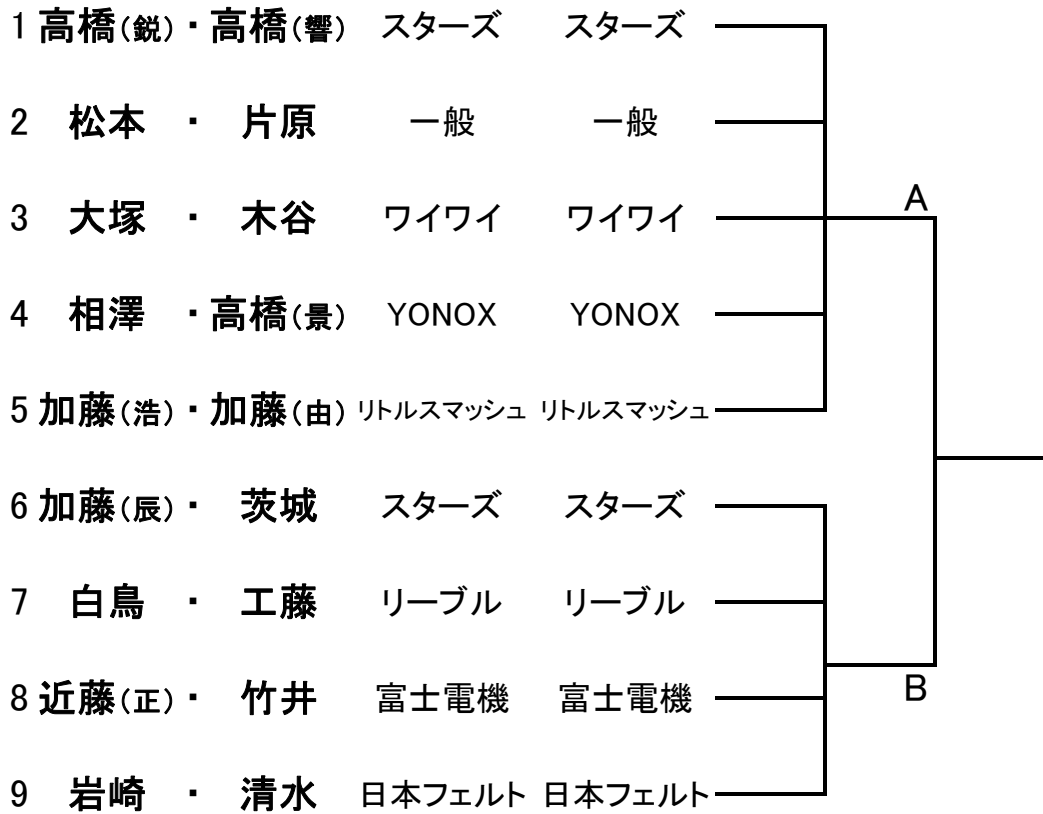 1 高橋(鋭)・高橋(響) スターズ スターズ
2 松本 ・ 片原 一般 一般
3 大塚 ・ 木谷 ワイワイ ワイワイ
A
4 相澤 ・高橋(景) YONOX YONOX
5 加藤(浩)・加藤(由) リトルスマッシュ リトルスマッシュ
6 加藤(辰)・ 茨城 スターズ スターズ
7 白鳥 ・ 工藤 リーブル リーブル
8 近藤(正)・ 竹井 富士電機 富士電機
B
9 岩崎 ・ 清水 日本フェルト 日本フェルト